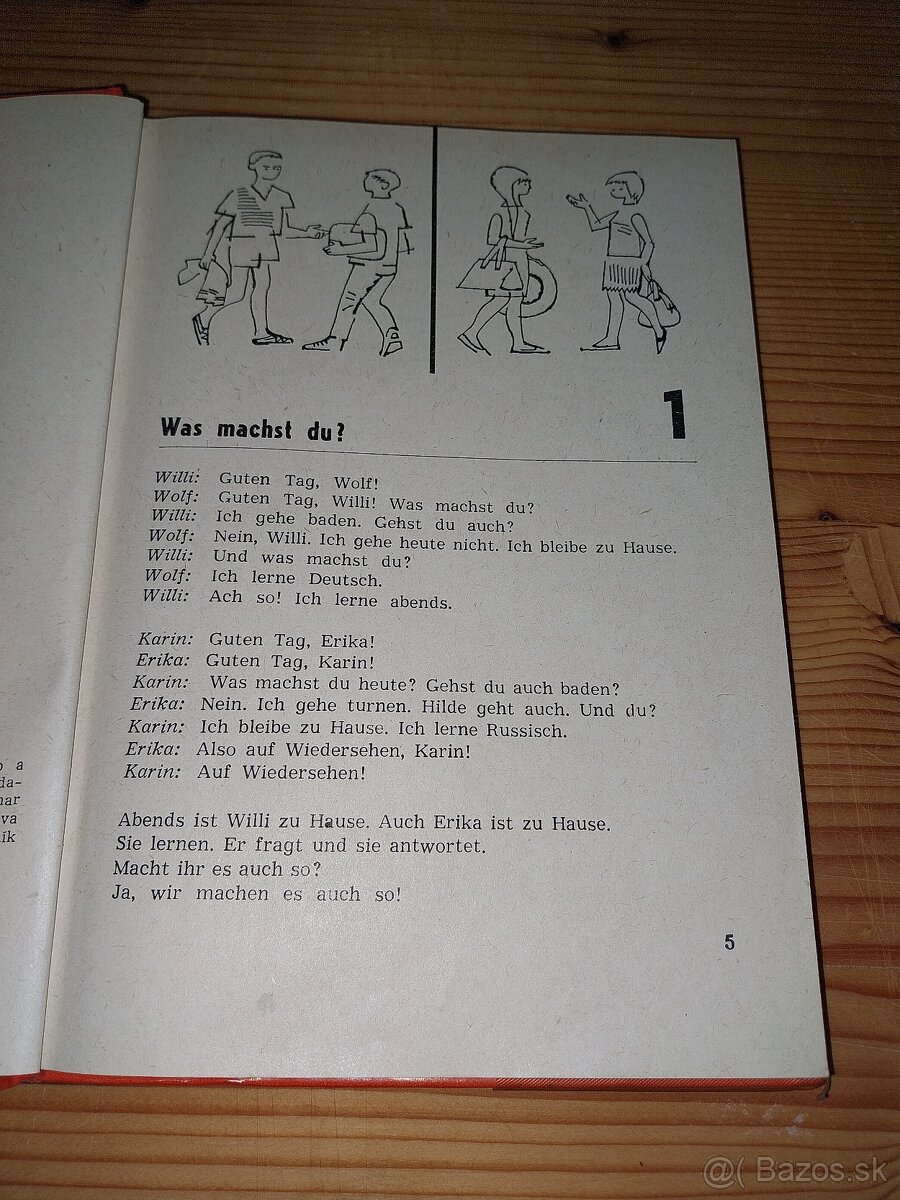 1
Was machst du?
Willi: Guten Tag, Wolf!
Wolf: Guten Tag, Willi! Was machst du?
Willi: Ich gehe baden. Gehst du auch?
Wolf: Nein, Willi. Ich gehe heute nicht. Ich bleibe zu Hause.
Willi: Und was machst du?
Wolf: Ich lerne Deutsch.
Willi: Ach so! Ich lerne abends.
Karin: Guten Tag, Erika!
Erika: Guten Tag, Karin!
Karin: Was machst du heute? Gehst du auch baden?
Erika: Nein. Ich gehe turnen. Hilde geht auch. Und du?
Karin: Ich bleibe zu Hause. Ich lerne Russisch.
Erika: Also auf Wiedersehen, Karin!
Karin: Auf Wiedersehen!
Abends ist Willi zu Hause. Auch Erika ist zu Hause.
Sie lernen. Er fragt und sie antwortet.
Macht ihr es auch so?
Ja, wir machen es auch so!
5
@( Bazos.sk